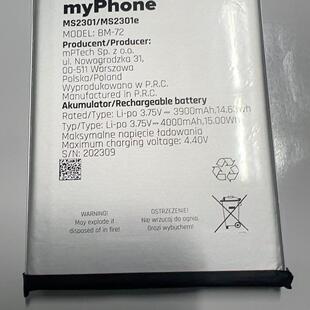 myPhone
MS2301/MS2301e
MODEL: BM-72
Producent/Producer:
mPTech Sp. z o.o.
ul. Nowogrodzka 31,
00-511 Warszawa
Polska/Poland
Wyprodukowano w P.R.C.
Manufactured in P.R.C.
Akumulator/Rechargeable battery
Rated/Type: Li-po 3.75V⎓3900mAh,14.63Wh
Typ/Type: Li-po 3.75V⎓4000mAh,15.00Wh
Maksymalne napięcie ładowania
Maximum charging voltage: 4.40V
S/N: 202309
WARNING!
May explode if
disposed of in fire!
OSTRZEŻENIE!
Nie wrzucaj do ognia.
Grozi wybuchem!